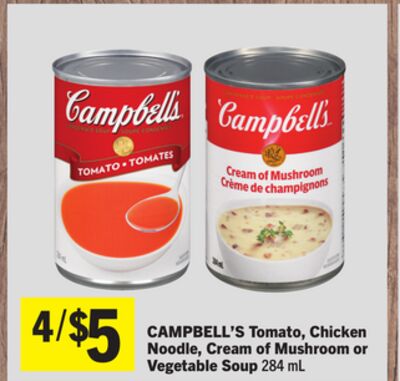 Campbell's
TOMATO • TOMATES
Campbell's
Cream of Mushroom
Crème de champignons
4/$5
CAMPBELL'S Tomato, Chicken
Noodle, Cream of Mushroom or
Vegetable Soup 284 mL